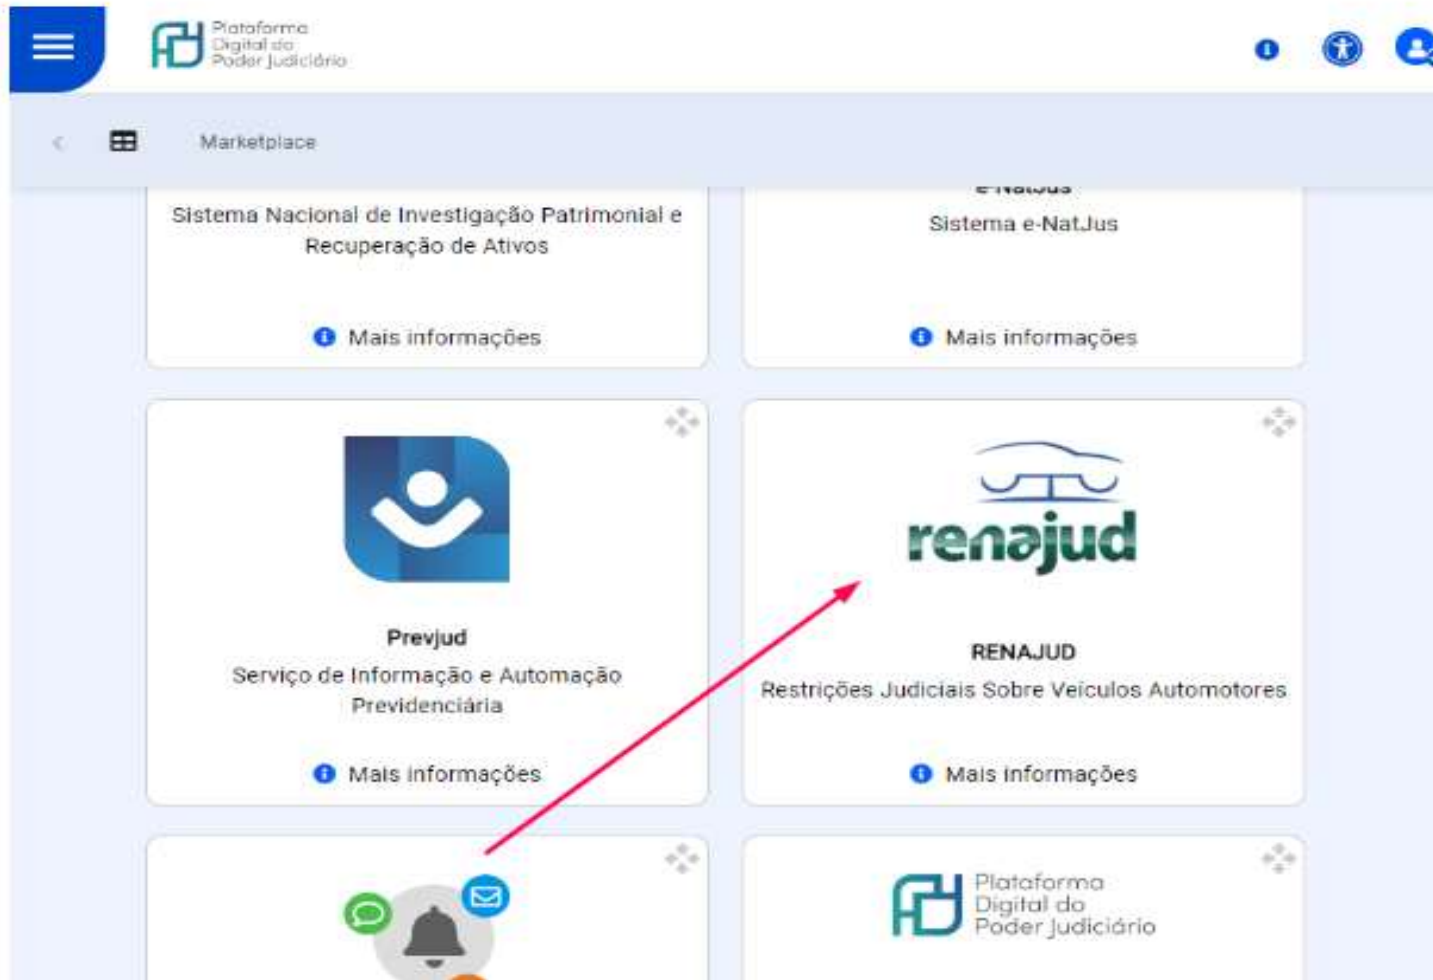 Plataforma
Digital do
Poder Judiciário
Marketplace
Sistema Nacional de Investigação Patrimonial e
Recuperação de Ativos
Mais informações
e-NatJus
Sistema e-NatJus
Mais informações
Prevjud
Serviço de Informação e Automação
Previdenciária
Mais informações
renajud
RENAJUD
Restrições Judiciais Sobre Veículos Automotores
Mais informações
Plataforma
Digital do
Poder Judiciário